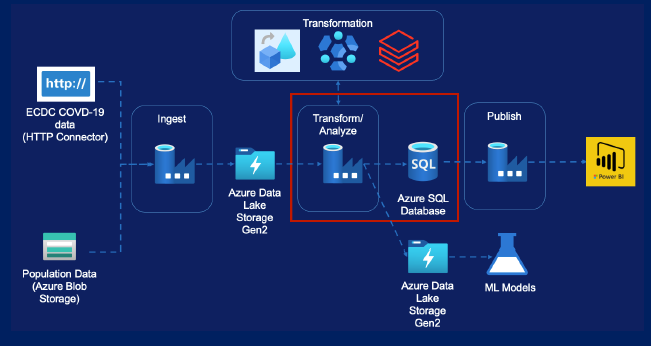 Transformation
http://
ECDC COVD-19
data
(HTTP Connector)
Ingest
Transform/
Analyze
Publish
SQL
Azure Data
Lake
Storage
Gen2
Azure SQL
Database
Power BI
Population Data
(Azure Blob
Storage)
Azure Data
Lake
Storage
Gen2
ML Models